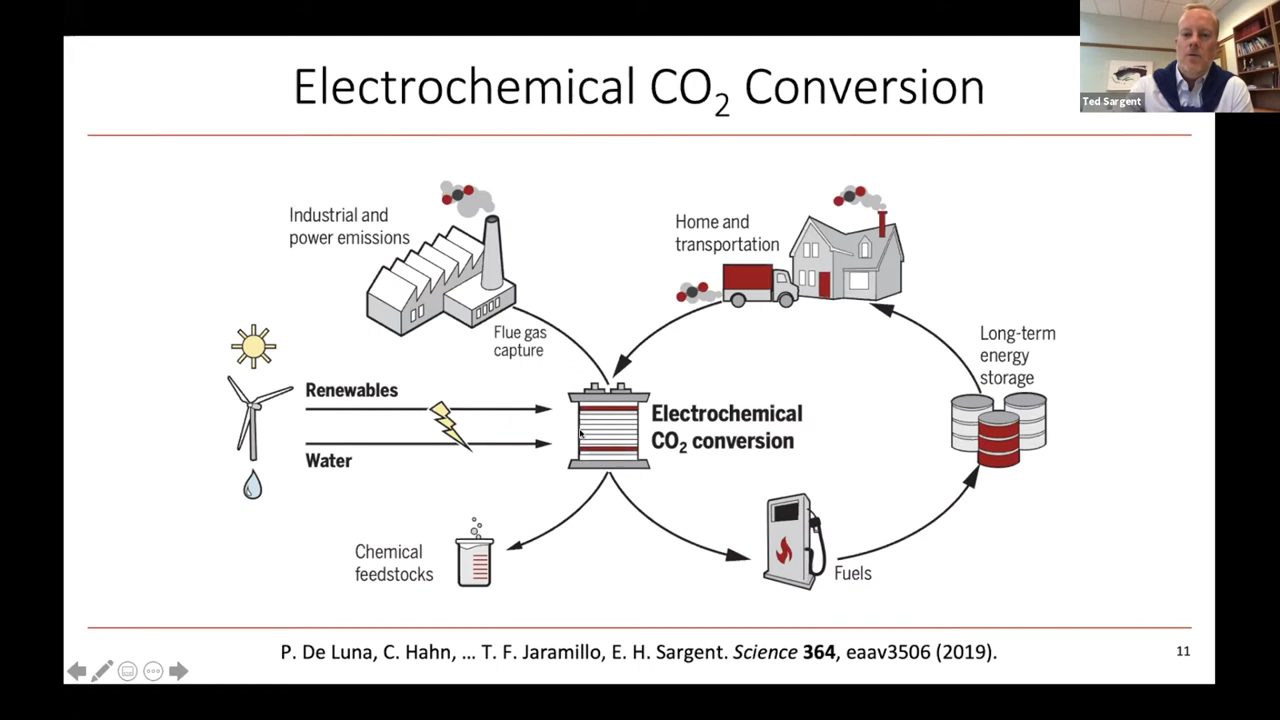 Electrochemical CO₂ Conversion
Ted Sargent
Industrial and
power emissions
Home and
transportation
Flue gas
capture
Long-term
energy
storage
Renewables
Water
Electrochemical
CO₂ conversion
Chemical
feedstocks
Fuels
P. De Luna, C. Hahn, … T. F. Jaramillo, E. H. Sargent. Science 364, eaav3506 (2019).
11